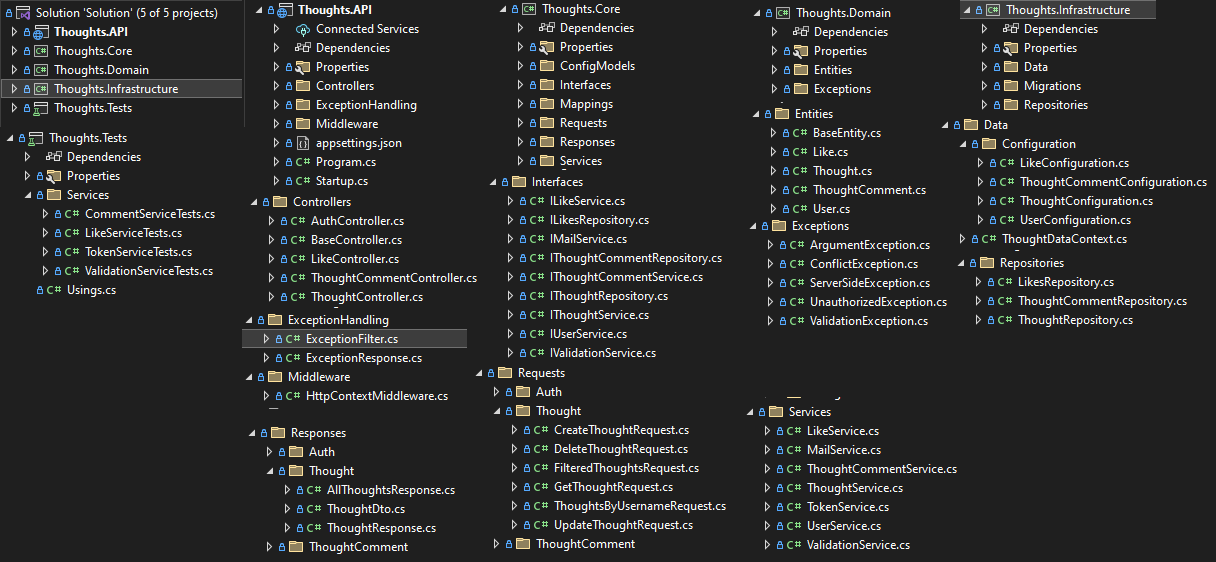 Solution 'Solution' (5 of 5 projects)
Thoughts.API
Thoughts.Core
Thoughts.Domain
Thoughts.Infrastructure
Thoughts.Tests
Thoughts.Tests
Dependencies
Properties
Services
C# CommentServiceTests.cs
C# LikeServiceTests.cs
C# TokenServiceTests.cs
C# ValidationServiceTests.cs
C# Usings.cs
Thoughts.API
Connected Services
Dependencies
Properties
Controllers
ExceptionHandling
Middleware
appsettings.json
C# Program.cs
C# Startup.cs
Controllers
C# AuthController.cs
C# BaseController.cs
C# LikeController.cs
C# ThoughtCommentController.cs
C# ThoughtController.cs
ExceptionHandling
C# ExceptionFilter.cs
C# ExceptionResponse.cs
Middleware
C# HttpContextMiddleware.cs
Responses
Auth
Thought
C# AllThoughtsResponse.cs
C# ThoughtDto.cs
C# ThoughtResponse.cs
ThoughtComment
C# Thoughts.Core
Dependencies
Properties
ConfigModels
Interfaces
Mappings
Requests
Responses
Services
Interfaces
C# ILikeService.cs
C# ILikesRepository.cs
C# IMailService.cs
C# IThoughtCommentRepository.cs
C# IThoughtCommentService.cs
C# IThoughtRepository.cs
C# IThoughtService.cs
C# IUserService.cs
C# IValidationService.cs
Requests
Auth
Thought
C# CreateThoughtRequest.cs
C# DeleteThoughtRequest.cs
C# FilteredThoughtsRequest.cs
C# GetThoughtRequest.cs
C# ThoughtsByUsernameRequest.cs
C# UpdateThoughtRequest.cs
ThoughtComment
C# Thoughts.Domain
Dependencies
Properties
Entities
Exceptions
Entities
C# BaseEntity.cs
C# Like.cs
C# Thought.cs
C# ThoughtComment.cs
C# User.cs
Exceptions
C# ArgumentException.cs
C# ConflictException.cs
C# ServerSideException.cs
C# UnauthorizedException.cs
C# ValidationException.cs
Services
C# LikeService.cs
C# MailService.cs
C# ThoughtCommentService.cs
C# ThoughtService.cs
C# TokenService.cs
C# UserService.cs
C# ValidationService.cs
C# Thoughts.Infrastructure
Dependencies
Properties
Data
Migrations
Repositories
Data
Configuration
C# LikeConfiguration.cs
C# ThoughtCommentConfiguration.cs
C# ThoughtConfiguration.cs
C# UserConfiguration.cs
C# ThoughtDataContext.cs
Repositories
C# LikesRepository.cs
C# ThoughtCommentRepository.cs
C# ThoughtRepository.cs